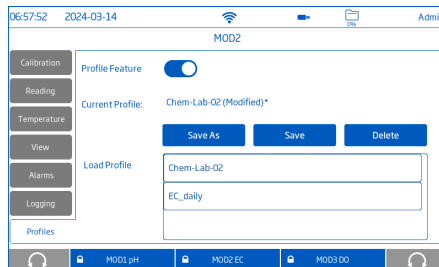 06:57:52 2024-03-14 0% Admi
MOD2
Calibration
Profile Feature
Reading
Current Profile: Chem-Lab-02 (Modified)*
Temperature
Save As Save Delete
View
Load Profile Chem-Lab-02
Alarms
EC_daily
Logging
Profiles
MOD1 pH MOD2 EC MOD3 DO